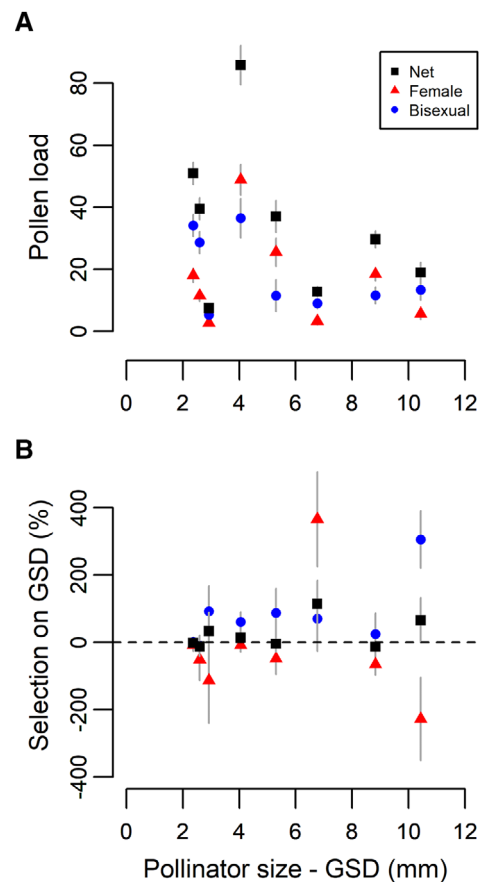 A
Pollen load
80
60
40
20
0
Net
Female
Bisexual
0 2 4 6 8 10 12
B
Selection on GSD (%)
400
200
0
-200
-400
0 2 4 6 8 10 12
Pollinator size - GSD (mm)